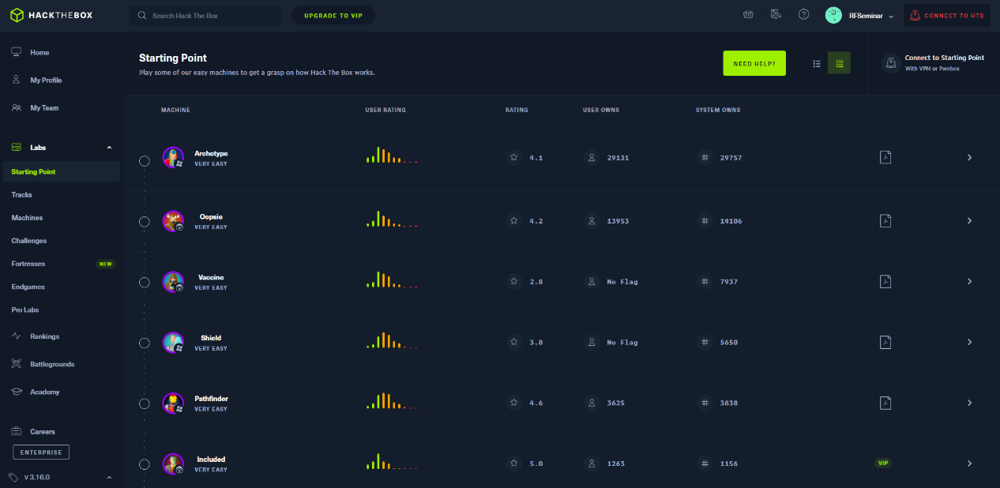 HACKTHEBOX
Search Hack The Box
UPGRADE TO VIP
RFSeminar
CONNECT TO HTB
Home
My Profile
My Team
Labs
Starting Point
Tracks
Machines
Challenges
Fortresses NEW
Endgames
Pro Labs
Rankings
Battlegrounds
Academy
Careers
ENTERPRISE
v 3.16.0
Starting Point
Play some of our easy machines to get a grasp on how Hack The Box works.
NEED HELP?
Connect to Starting Point
With VPN or Pwnbox
MACHINE USER RATING RATING USER OWNS SYSTEM OWNS
Archetype
VERY EASY
4.1 29131 # 29757
Oopsie
VERY EASY
4.2 13953 # 14106
Vaccine
VERY EASY
2.8 No Flag # 7937
Shield
VERY EASY
3.8 No Flag # 5650
Pathfinder
VERY EASY
4.6 3625 # 3838
Included
VERY EASY
5.0 1263 # 1156 VIP